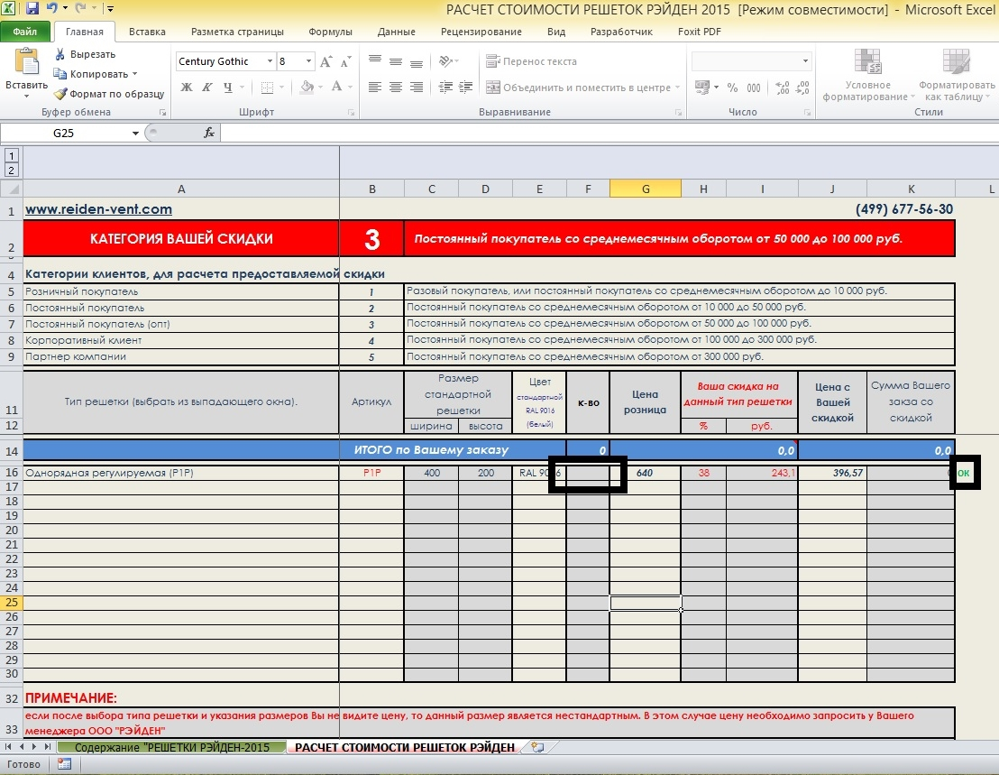 РАСЧЕТ СТОИМОСТИ РЕШЕТОК РЭЙДЕН 2015 [Режим совместимости] - Microsoft Excel
Файл Главная Вставка Разметка страницы Формулы Данные Рецензирование Вид Разработчик Foxit PDF
Вставить
Вырезать
Копировать
Формат по образцу
Буфер обмена
Century Gothic 8
Ж К Ч
Шрифт
Перенос текста
Объединить и поместить в центре
Выравнивание
% 000
Число
Условное форматирование
Форматировать как таблицу
Стили
G25 fx
1
2
A B C D E F G H I J K L
1 www.reiden-vent.com (499) 677-56-30
2 КАТЕГОРИЯ ВАШЕЙ СКИДКИ 3 Постоянный покупатель со среднемесячным оборотом от 50 000 до 100 000 руб.
4 Категории клиентов, для расчета предоставляемой скидки
5 Розничный покупатель 1 Разовый покупатель, или постоянный покупатель со среднемесячным оборотом до 10 000 руб.
6 Постоянный покупатель 2 Постоянный покупатель со среднемесячным оборотом от 10 000 до 50 000 руб.
7 Постоянный покупатель (опт) 3 Постоянный покупатель со среднемесячным оборотом от 50 000 до 100 000 руб.
8 Корпоративный клиент 4 Постоянный покупатель со среднемесячным оборотом от 100 000 до 300 000 руб.
9 Партнер компании 5 Постоянный покупатель со среднемесячным оборотом от 300 000 руб.
11 Тип решетки (выбрать из выпадающего окна). Артикул Размер стандартной решетки Цвет стандартной RAL 9016 (белый) К-ВО Цена розница Ваша скидка на данный тип решетки Цена с Вашей скидкой Сумма Вашего закза со скидкой
12 ширина высота % руб.
14 ИТОГО по Вашему заказу 0 0,0 0,0
16 Однорядная регулируемая (Р1Р) Р1Р 400 200 RAL 9016 640 38 243,1 396,57 OK
17
18
19
20
21
22
23
24
25
26
27
28
29
30
32 ПРИМЕЧАНИЕ:
33 если после выбора типа решетки и указания размеров Вы не видите цену, то данный размер является нестандартным. В этом случае цену необходимо запросить у Вашего
менеджера ООО "РЭЙДЕН"
Содержание "РЕШЕТКИ РЭЙДЕН-2015 РАСЧЕТ СТОИМОСТИ РЕШЕТОК РЭЙДЕН
Готово